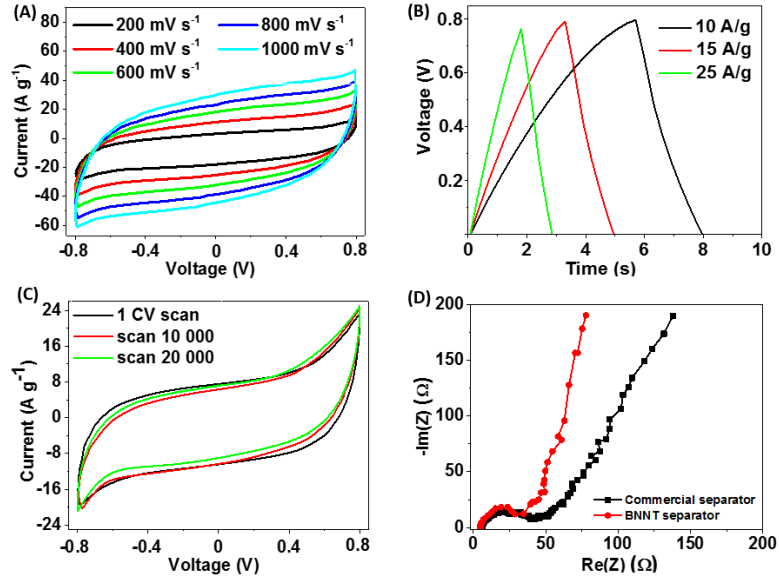 (A)
200 mV s⁻¹
400 mV s⁻¹
600 mV s⁻¹
800 mV s⁻¹
1000 mV s⁻¹
80
60
40
20
0
-20
-40
-60
Current (A g⁻¹)
-0.8
-0.4
0
0.4
0.8
Voltage (V)
(B)
10 A/g
15 A/g
25 A/g
0.8
0.6
0.4
0.2
Voltage (V)
0
2
4
6
8
10
Time (s)
(C)
1 CV scan
scan 10 000
scan 20 000
24
16
8
0
-8
-16
-24
Current (A g⁻¹)
-0.8
-0.4
0
0.4
0.8
Voltage (V)
(D)
200
150
100
50
0
-Im(Z) (Ω)
Commercial separator
BNNT separator
0
50
100
150
200
Re(Z) (Ω)